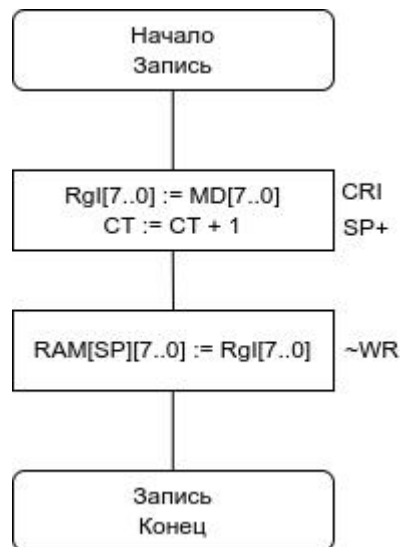 Начало
Запись
RgI[7..0] := MD[7..0]
CT := CT + 1
CRI
SP+
RAM[SP][7..0] := RgI[7..0]
~WR
Запись
Конец